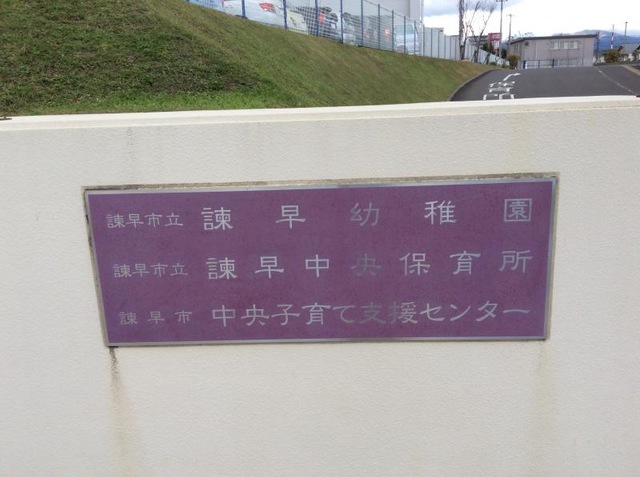 諫早市立 諫早幼稚園
諫早市立 諫早中央保育所
諫早市 中央子育て支援センター